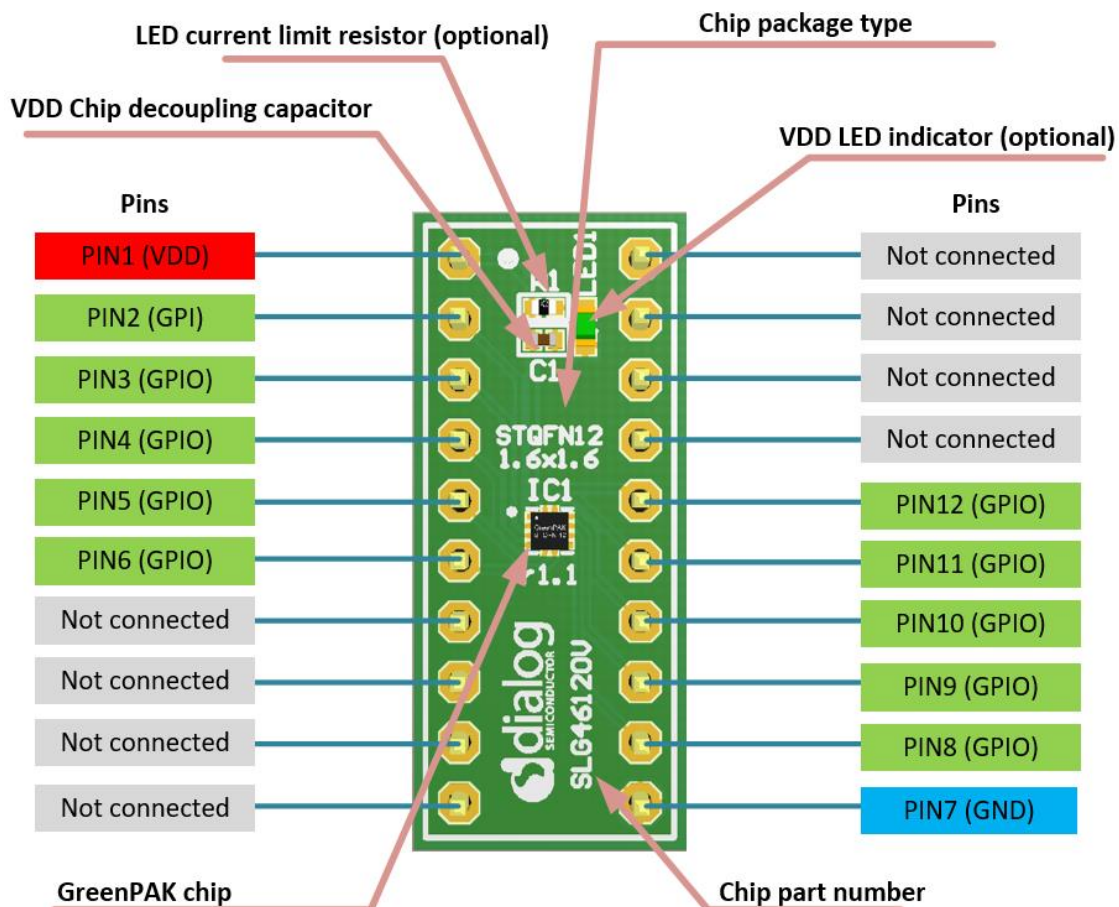 LED current limit resistor (optional)
Chip package type
VDD Chip decoupling capacitor
VDD LED indicator (optional)
Pins
Pins
PIN1 (VDD)
PIN2 (GPI)
PIN3 (GPIO)
PIN4 (GPIO)
PIN5 (GPIO)
PIN6 (GPIO)
Not connected
Not connected
Not connected
Not connected
LED1
C1
STQFN12
1.6x1.6
IC1
GreenPAK
r1.1
dialog
SEMICONDUCTOR
SLG46120V
Not connected
Not connected
Not connected
Not connected
PIN12 (GPIO)
PIN11 (GPIO)
PIN10 (GPIO)
PIN9 (GPIO)
PIN8 (GPIO)
PIN7 (GND)
GreenPAK chip
Chip part number